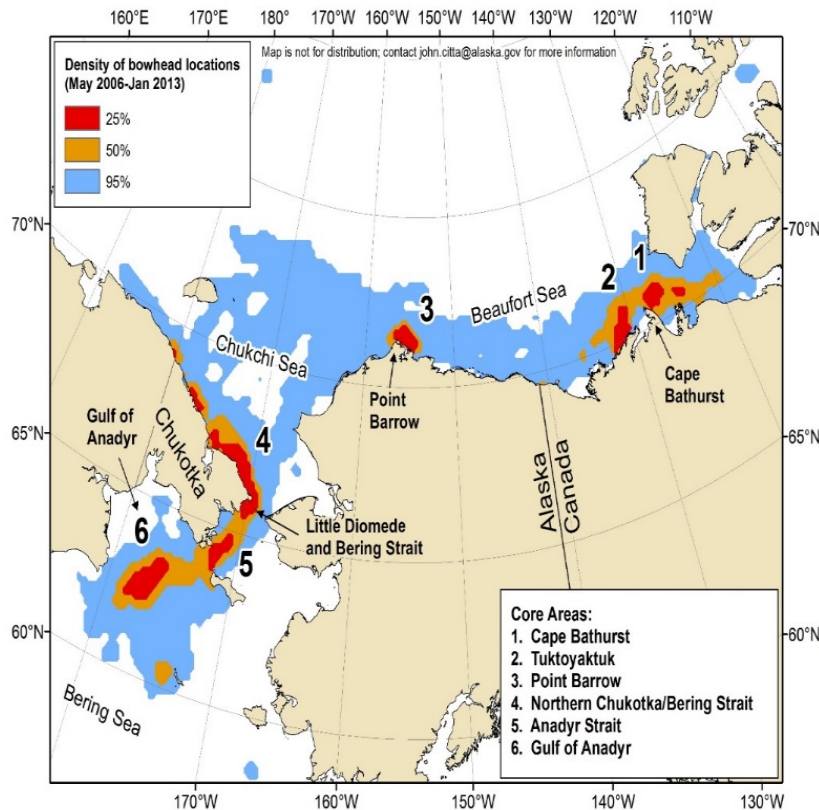 160°E 170°E 180° 170°W 160°W 150°W 140°W 130°W 120°W 110°W
Map is not for distribution; contact john.citta@alaska.gov for more information
Density of bowhead locations
(May 2006-Jan 2013)
25%
50%
95%
70°N
70°N
1
2
3
Beaufort Sea
Chukchi Sea
Cape
Bathurst
Point
Barrow
Gulf of
Anadyr
65°N
65°N
Chukotka
4
Alaska
Canada
6
Little Diomede
and Bering Strait
5
60°N
60°N
Core Areas:
1. Cape Bathurst
2. Tuktoyaktuk
3. Point Barrow
4. Northern Chukotka/Bering Strait
5. Anadyr Strait
6. Gulf of Anadyr
Bering Sea
170°W 160°W 150°W 140°W 130°W